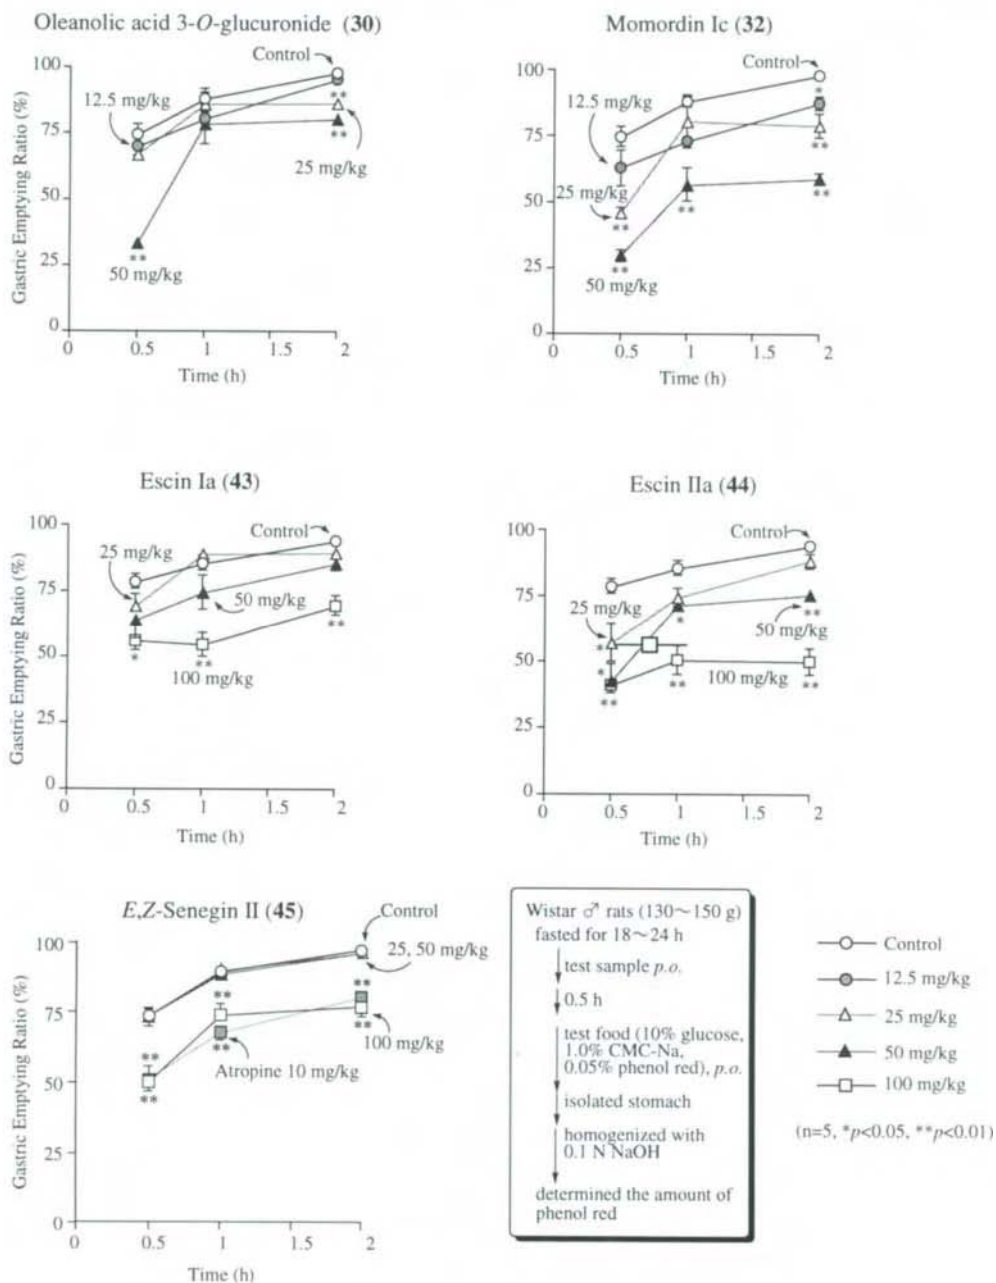 Oleanolic acid 3-O-glucuronide (30)
Gastric Emptying Ratio (%)
100
75
50
25
0
Control
12.5 mg/kg
**
**
25 mg/kg
**
50 mg/kg
0
0.5
1
1.5
2
Time (h)
Momordin Ic (32)
100
75
50
25
0
Control
12.5 mg/kg
*
**
25 mg/kg
**
**
**
**
50 mg/kg
0
0.5
1
1.5
2
Time (h)
Escin Ia (43)
Gastric Emptying Ratio (%)
100
75
50
25
0
Control
25 mg/kg
50 mg/kg
*
**
**
100 mg/kg
0
0.5
1
1.5
2
Time (h)
Escin IIa (44)
100
75
50
25
0
Control
25 mg/kg
*
*
*
**
50 mg/kg
**
**
**
100 mg/kg
0
0.5
1
1.5
2
Time (h)
E,Z-Senegin II (45)
Gastric Emptying Ratio (%)
100
75
50
25
0
Control
25, 50 mg/kg
**
**
**
**
**
**
100 mg/kg
Atropine 10 mg/kg
0.5
1
1.5
2
Time (h)
Wistar ♂ rats (130～150 g)
fasted for 18～24 h
test sample p.o.
0.5 h
test food (10% glucose,
1.0% CMC-Na,
0.05% phenol red), p.o.
isolated stomach
homogenized with
0.1 N NaOH
determined the amount of
phenol red
Control
12.5 mg/kg
25 mg/kg
50 mg/kg
100 mg/kg
(n=5, *p<0.05, **p<0.01)